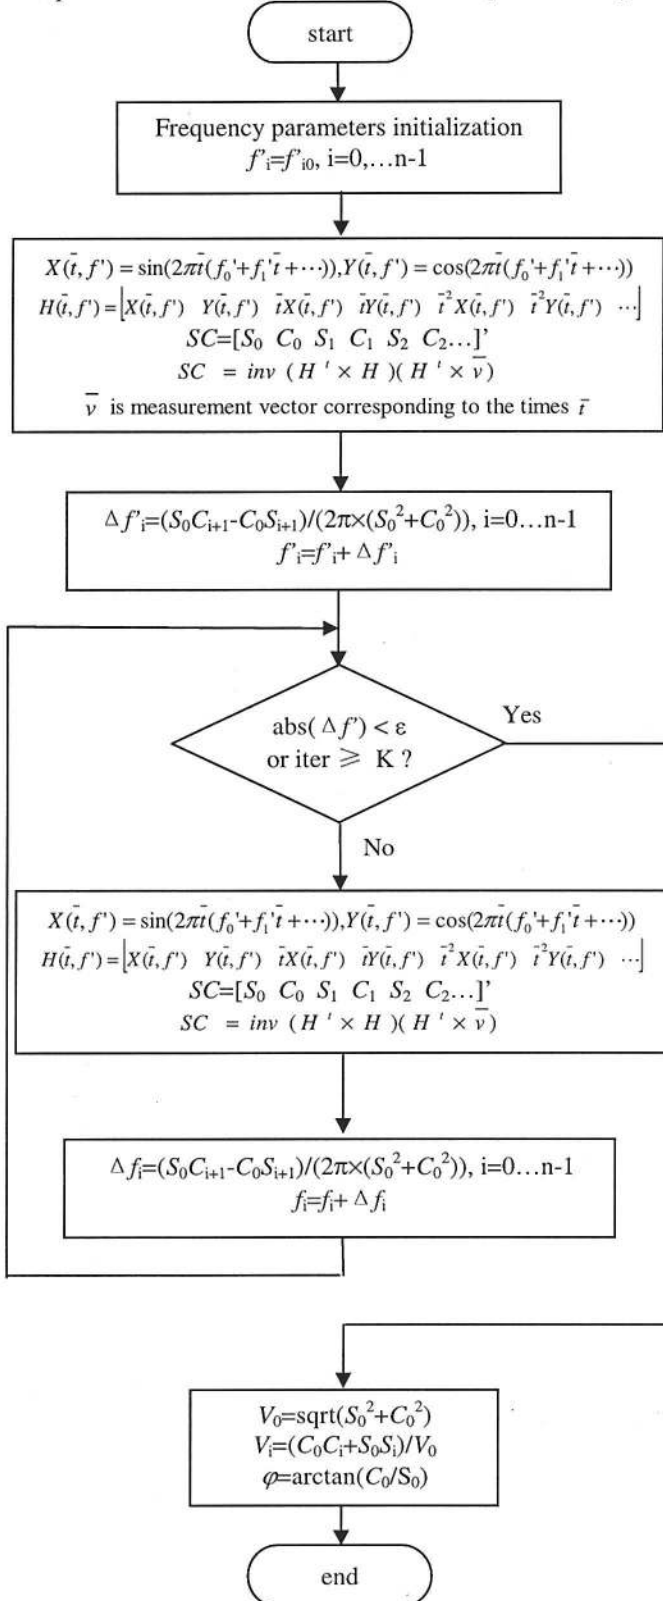 start
Frequency parameters initialization
f'ᵢ=f'ᵢ₀, i=0,…n-1
X(t̄, f') = sin(2πt̄(f₀'+f₁'t̄+⋯)),Y(t̄, f') = cos(2πt̄(f₀'+f₁'t̄+⋯))
H(t̄, f') = ⌊X(t̄, f') Y(t̄, f') t̄X(t̄, f') t̄Y(t̄, f') t̄²X(t̄, f') t̄²Y(t̄, f') ⋯⌋
SC=[S₀ C₀ S₁ C₁ S₂ C₂…]'
SC = inv (H ' × H )( H ' × v̄)
v̄ is measurement vector corresponding to the times t̄
Δf'ᵢ=(S₀Cᵢ₊₁-C₀Sᵢ₊₁)/(2π×(S₀²+C₀²)), i=0…n-1
f'ᵢ=f'ᵢ+Δf'ᵢ
abs(Δf') < ε
or iter ⩾ K ?
Yes
No
X(t̄, f') = sin(2πt̄(f₀'+f₁'t̄+⋯)),Y(t̄, f') = cos(2πt̄(f₀'+f₁'t̄+⋯))
H(t̄, f') = ⌊X(t̄, f') Y(t̄, f') t̄X(t̄, f') t̄Y(t̄, f') t̄²X(t̄, f') t̄²Y(t̄, f') ⋯⌋
SC=[S₀ C₀ S₁ C₁ S₂ C₂…]'
SC = inv (H ' × H )( H ' × v̄)
Δfᵢ=(S₀Cᵢ₊₁-C₀Sᵢ₊₁)/(2π×(S₀²+C₀²)), i=0…n-1
fᵢ=fᵢ+Δfᵢ
V₀=sqrt(S₀²+C₀²)
Vᵢ=(C₀Cᵢ+S₀Sᵢ)/V₀
φ=arctan(C₀/S₀)
end